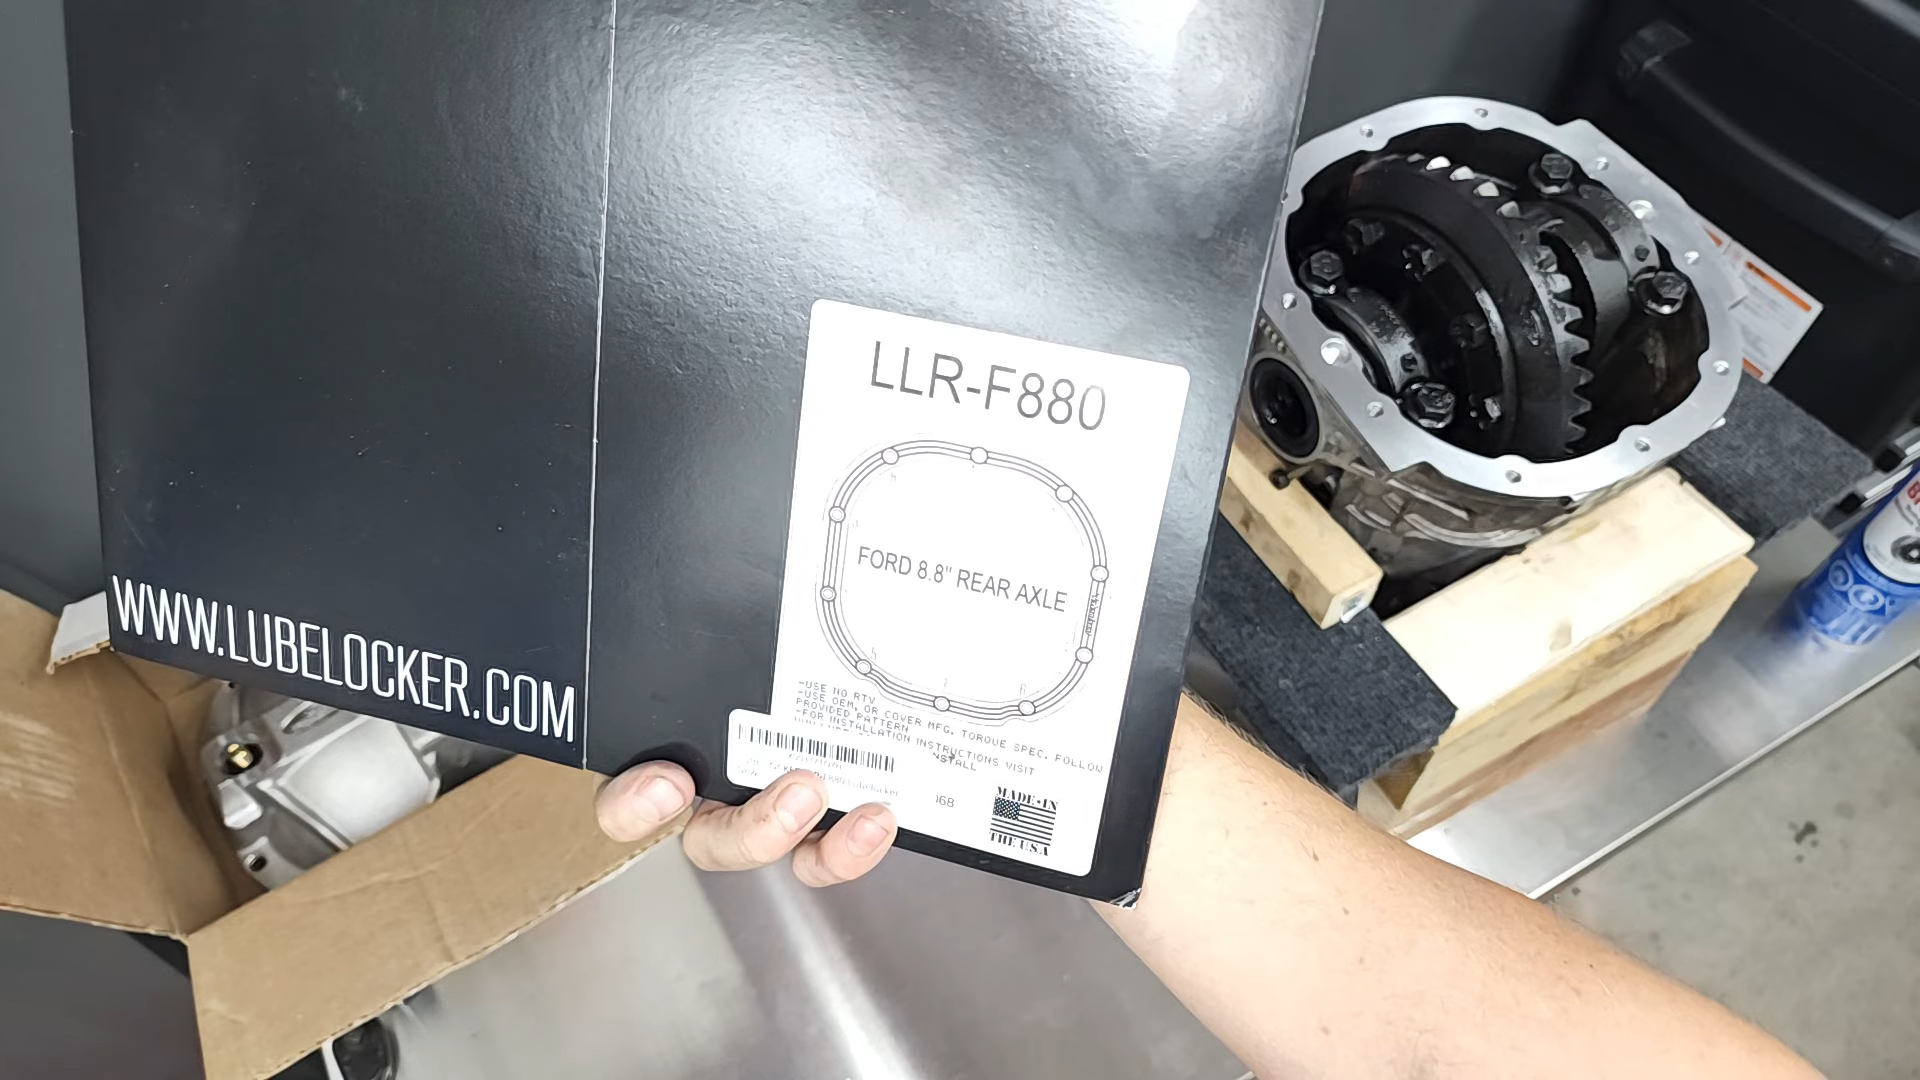 LLR-F880
FORD 8.8" REAR AXLE
-USE NO RTV
-USE OEM, OR COVER MFG. TORQUE SPEC. FOLLOW
PROVIDED PATTERN
-FOR INSTALLATION INSTRUCTIONS VISIT
168
MADE IN
THE USA
WWW.LUBELOCKER.COM